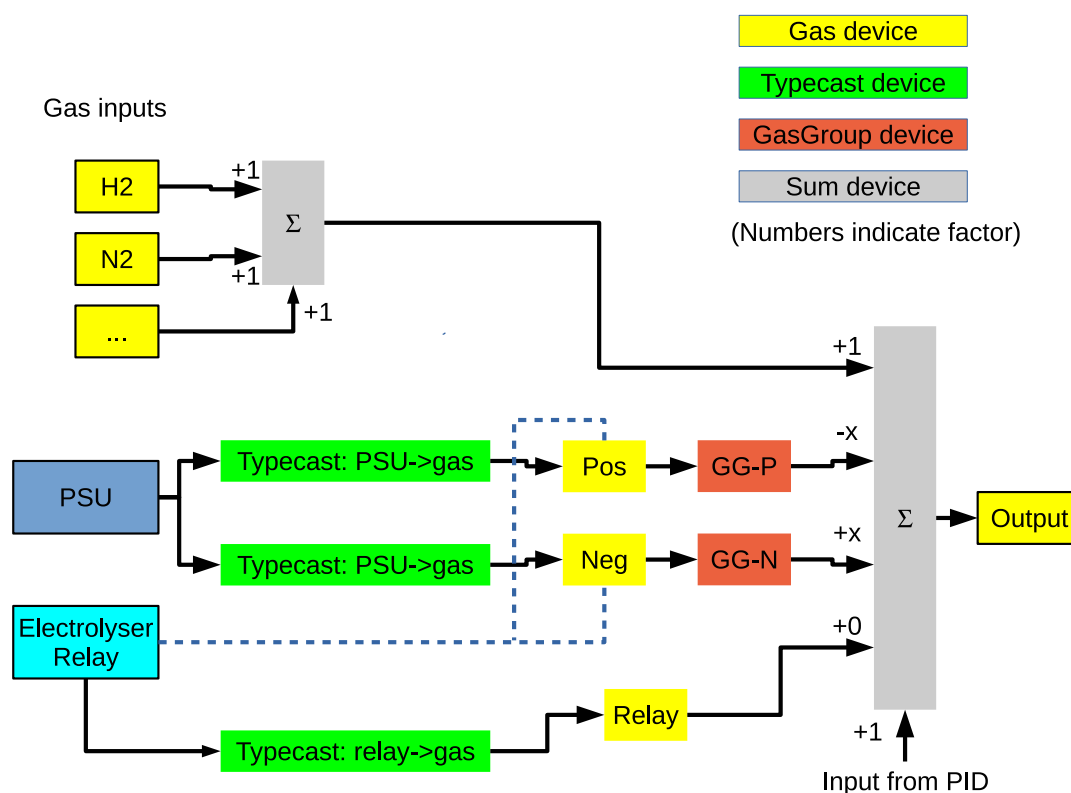 Gas device
Typecast device
GasGroup device
Sum device
(Numbers indicate factor)
Gas inputs
H2
+1
Σ
N2
+1
...
+1
+1
-x
PSU
Typecast: PSU->gas
Pos
GG-P
Σ
Output
Typecast: PSU->gas
Neg
GG-N
+x
Electrolyser
Relay
+0
Typecast: relay->gas
Relay
+1
Input from PID